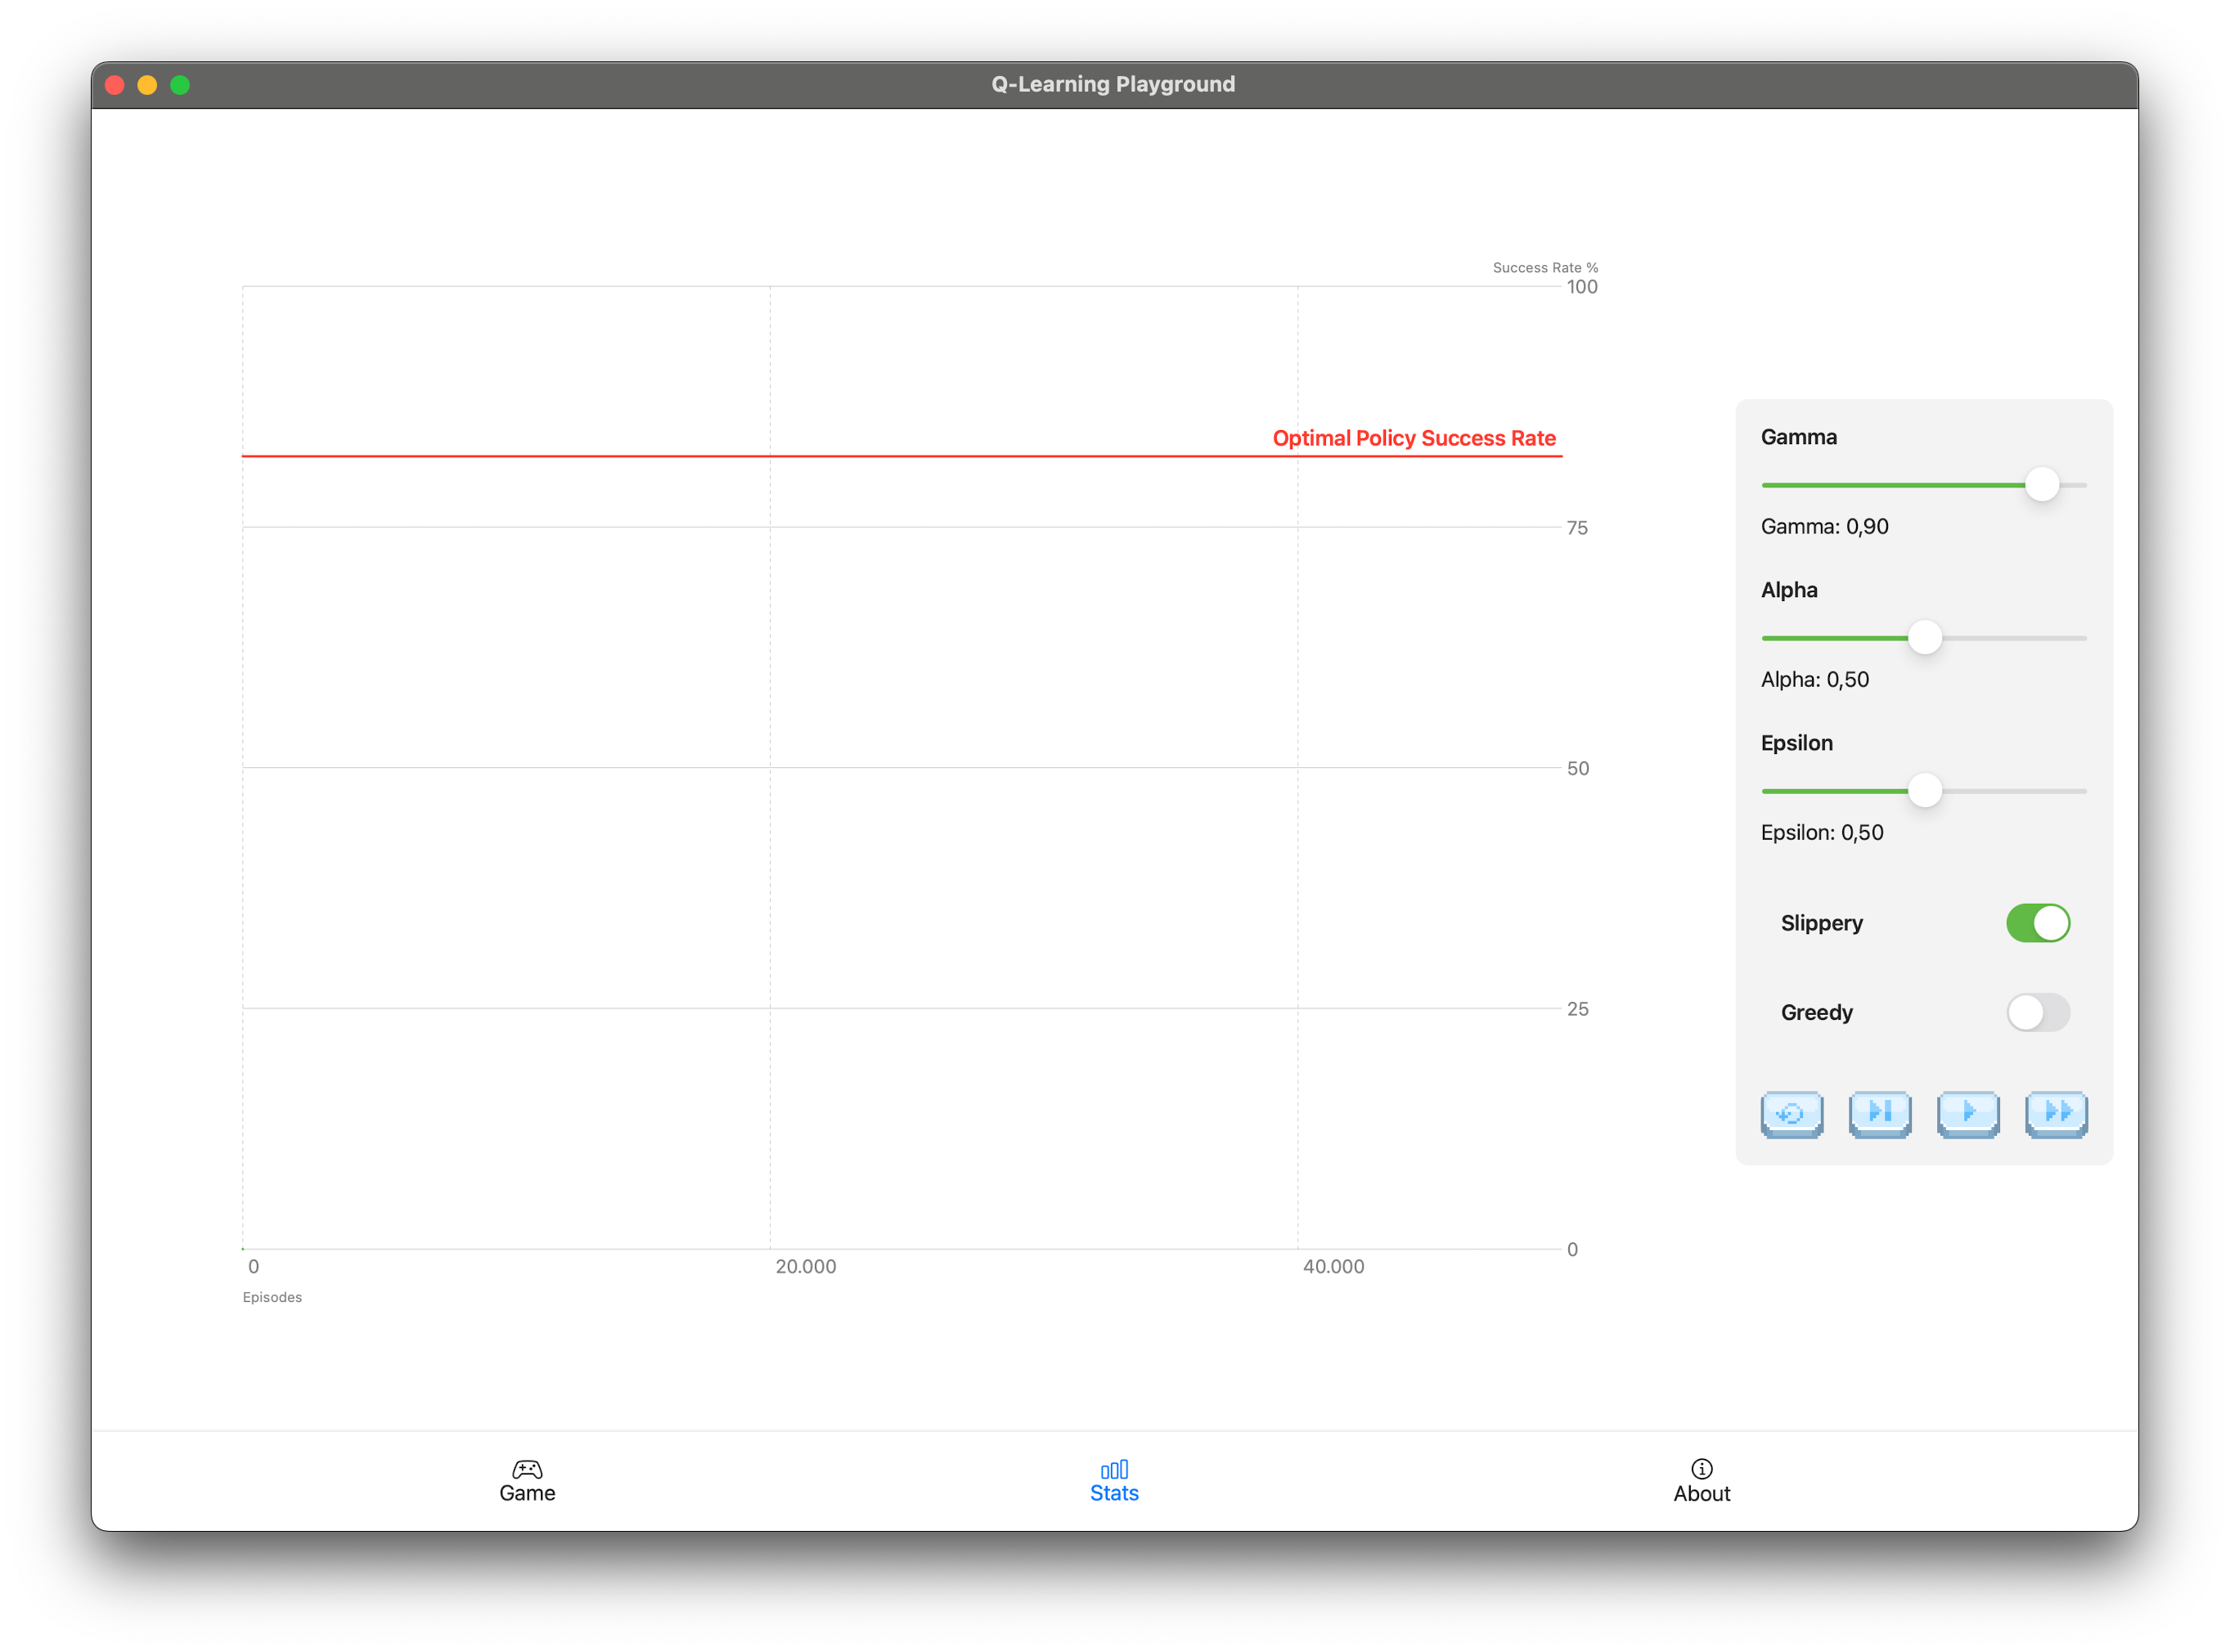 Q-Learning Playground
Success Rate %
100
Optimal Policy Success Rate
75
50
25
0
0
20.000
40.000
Episodes
Gamma
Gamma: 0,90
Alpha
Alpha: 0,50
Epsilon
Epsilon: 0,50
Slippery
Greedy
Game
Stats
About